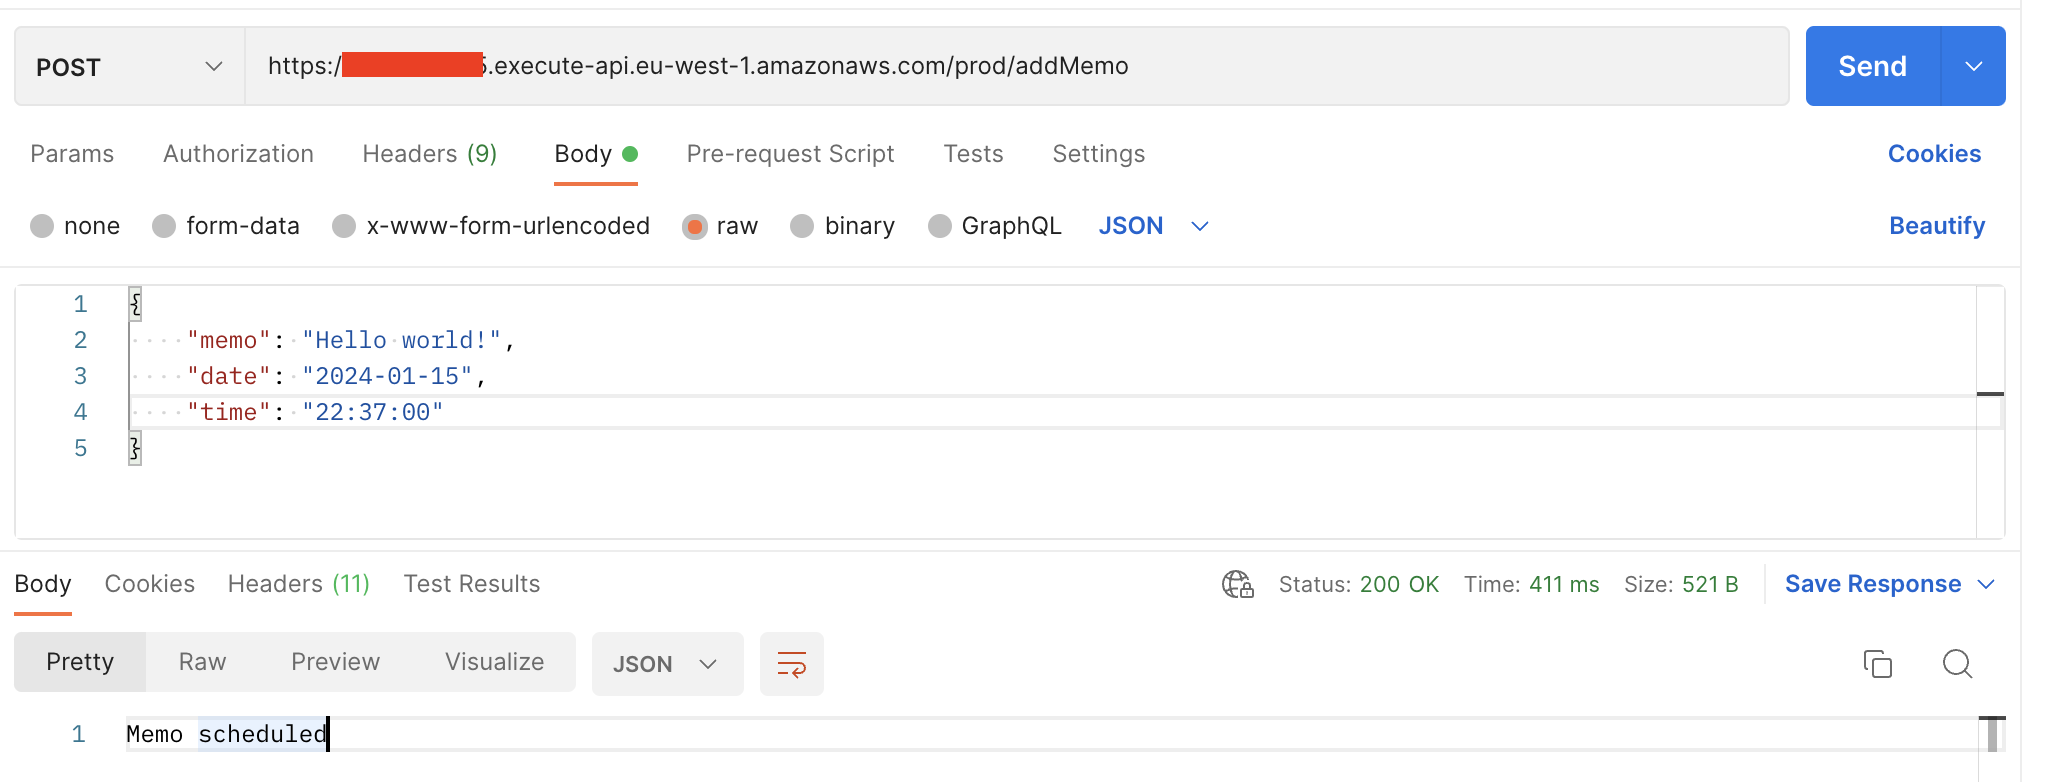 POST https:/ .execute-api.eu-west-1.amazonaws.com/prod/addMemo Send
Params Authorization Headers (9) Body Pre-request Script Tests Settings Cookies
none form-data x-www-form-urlencoded raw binary GraphQL JSON Beautify
1 {
2 "memo": "Hello world!",
3 "date": "2024-01-15",
4 "time": "22:37:00"
5 }
Body Cookies Headers (11) Test Results Status: 200 OK Time: 411 ms Size: 521 B Save Response
Pretty Raw Preview Visualize JSON
1 Memo scheduled